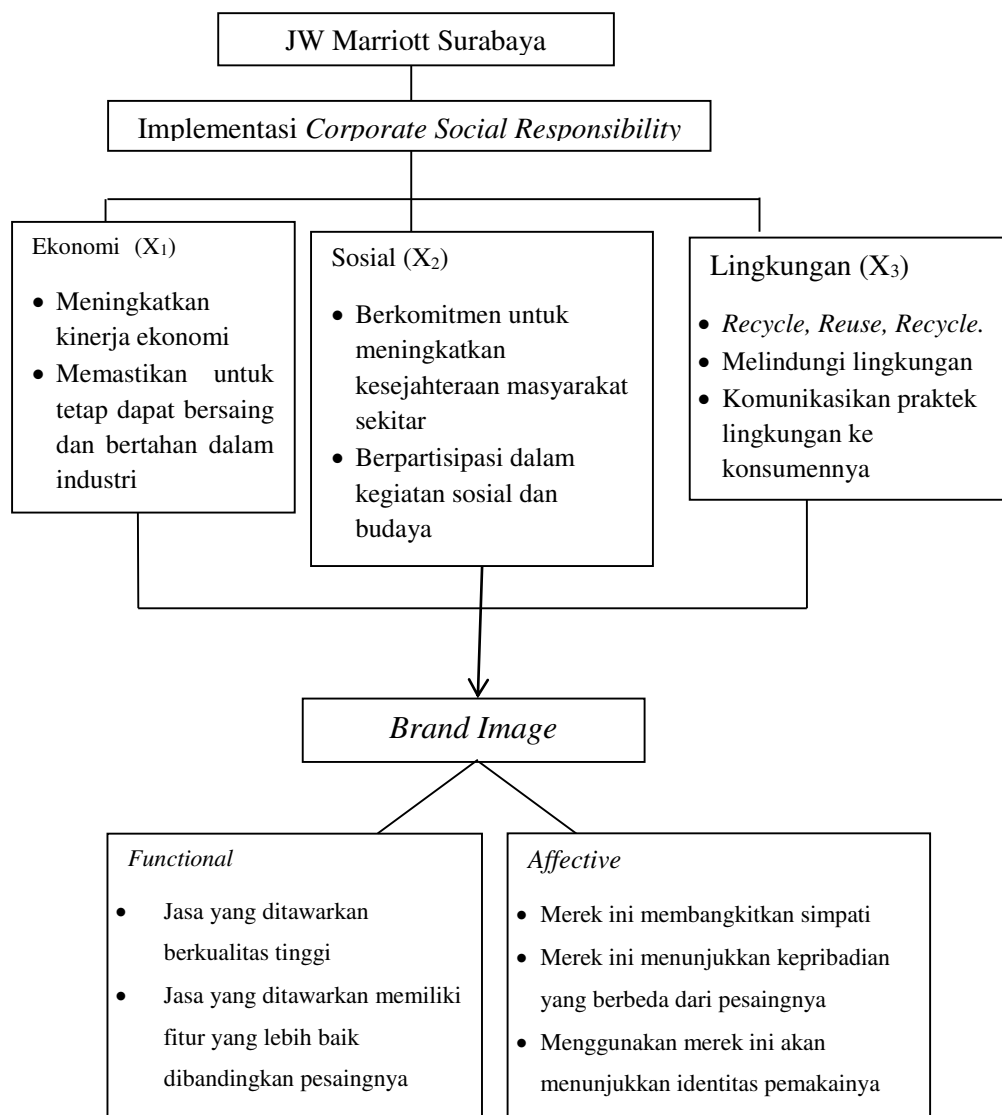 JW Marriott Surabaya
Implementasi Corporate Social Responsibility
Ekonomi (X₁)
• Meningkatkan
kinerja ekonomi
• Memastikan untuk
tetap dapat bersaing
dan bertahan dalam
industri
Sosial (X₂)
• Berkomitmen untuk
meningkatkan
kesejahteraan masyarakat
sekitar
• Berpartisipasi dalam
kegiatan sosial dan
budaya
Lingkungan (X₃)
• Recycle, Reuse, Recycle.
• Melindungi lingkungan
• Komunikasikan praktek
lingkungan ke
konsumennya
Brand Image
Functional
• Jasa yang ditawarkan
berkualitas tinggi
• Jasa yang ditawarkan memiliki
fitur yang lebih baik
dibandingkan pesaingnya
Affective
• Merek ini membangkitkan simpati
• Merek ini menunjukkan kepribadian
yang berbeda dari pesaingnya
• Menggunakan merek ini akan
menunjukkan identitas pemakainya